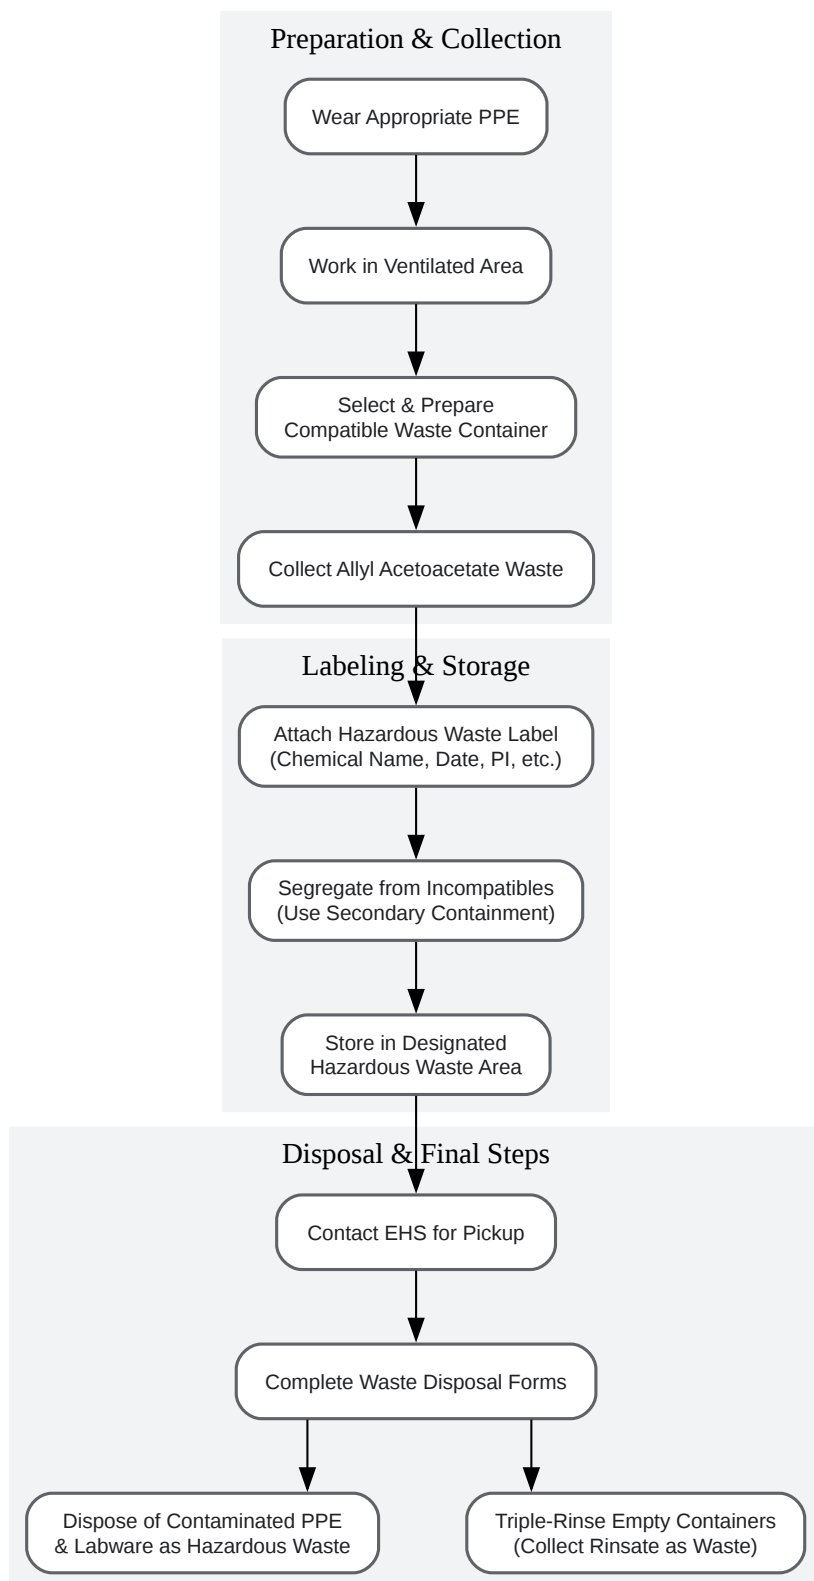 Preparation & Collection
Wear Appropriate PPE
Work in Ventilated Area
Select & Prepare
Compatible Waste Container
Collect Allyl Acetoacetate Waste
Labeling & Storage
Attach Hazardous Waste Label
(Chemical Name, Date, PI, etc.)
Segregate from Incompatibles
(Use Secondary Containment)
Store in Designated
Hazardous Waste Area
Disposal & Final Steps
Contact EHS for Pickup
Complete Waste Disposal Forms
Dispose of Contaminated PPE
& Labware as Hazardous Waste
Triple-Rinse Empty Containers
(Collect Rinsate as Waste)